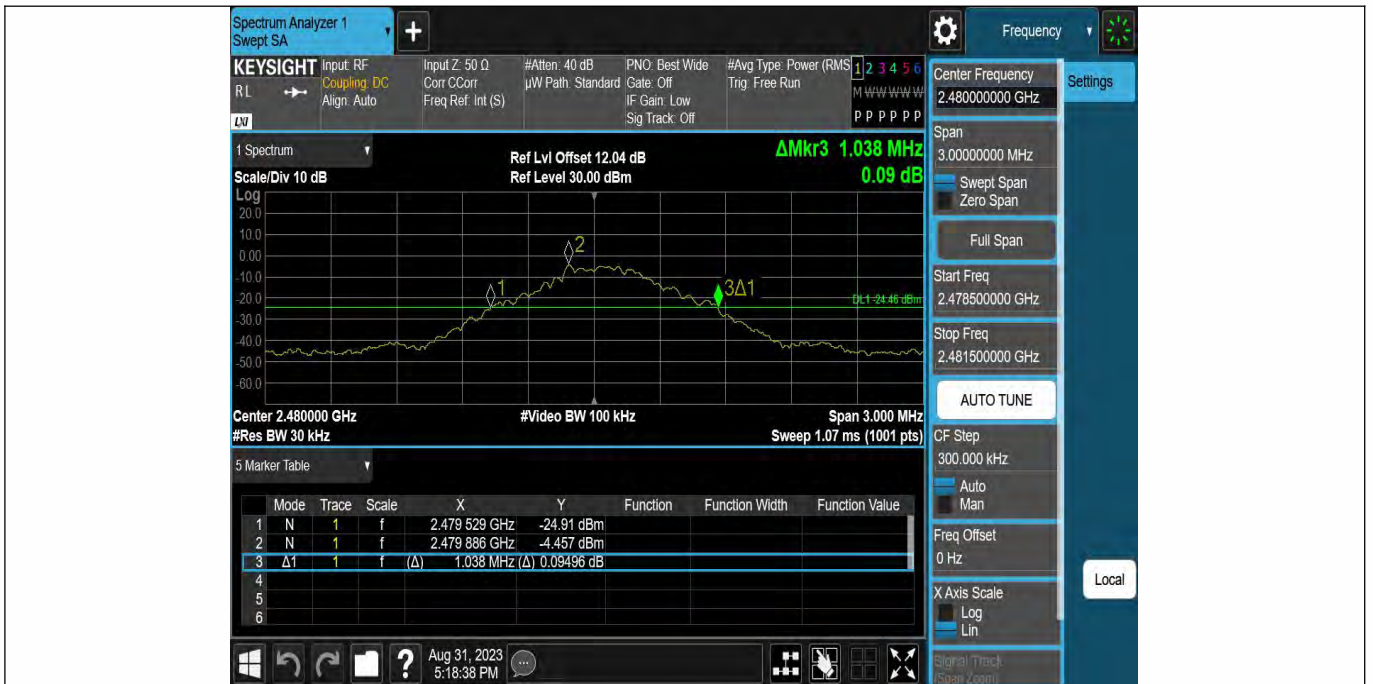 Spectrum Analyzer 1
Swept SA
+
Frequency
KEYSIGHT
RL
LXI
Input: RF
Coupling: DC
Align: Auto
Input Z: 50 Ω
Corr CCorr
Freq Ref: Int (S)
#Atten: 40 dB
µW Path: Standard
PNO: Best Wide
Gate: Off
IF Gain: Low
Sig Track: Off
#Avg Type: Power (RMS
Trig: Free Run
1 2 3 4 5 6
M W W W W W
P P P P P P
Center Frequency
2.480000000 GHz
Settings
Span
3.00000000 MHz
Swept Span
Zero Span
Full Span
Start Freq
2.478500000 GHz
Stop Freq
2.481500000 GHz
AUTO TUNE
CF Step
300.000 kHz
Auto
Man
Freq Offset
0 Hz
X Axis Scale
Log
Lin
Signal Track
(Span Zoom)
Local
1 Spectrum
Scale/Div 10 dB
Log
Ref Lvl Offset 12.04 dB
Ref Level 30.00 dBm
ΔMkr3 1.038 MHz
0.09 dB
20.0
10.0
0.00
-10.0
-20.0
-30.0
-40.0
-50.0
-60.0
1
2
3Δ1
DL1 -24.46 dBm
Center 2.480000 GHz
#Video BW 100 kHz
Span 3.000 MHz
#Res BW 30 kHz
Sweep 1.07 ms (1001 pts)
5 Marker Table
Mode Trace Scale X Y Function Function Width Function Value
1 N 1 f 2.479 529 GHz -24.91 dBm
2 N 1 f 2.479 886 GHz -4.457 dBm
3 Δ1 1 f (Δ) 1.038 MHz (Δ) 0.09496 dB
4
5
6
?
Aug 31, 2023
5:18:38 PM